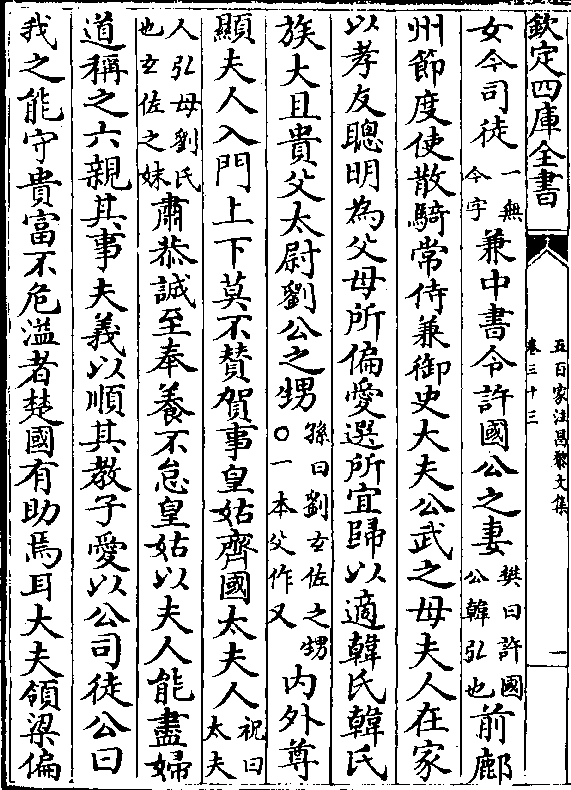 欽定四庫全書
五百家注昌黎文集
卷三十三
一
女今司徒一無今字兼中書令許國公之妻樊曰許國公韓弘也前鄜
州節度使散騎常侍兼御史大夫公武之母夫人在家
以孝友聰明為父母所偏愛選所宜歸以適韓氏韓氏
族大且貴父太尉劉公之甥孫曰劉玄佐之甥○一本父作又内外尊
顯夫人入門上下莫不賛賀事皇姑齊國太夫人祝曰太夫
人弘母劉氏也玄佐之妹肅恭誠至奉養不怠皇姑以夫人能盡婦
道稱之六親其事夫義以順其教子愛以公司徒公曰
我之能守貴富不危溢者楚國有助焉耳大夫領梁偏